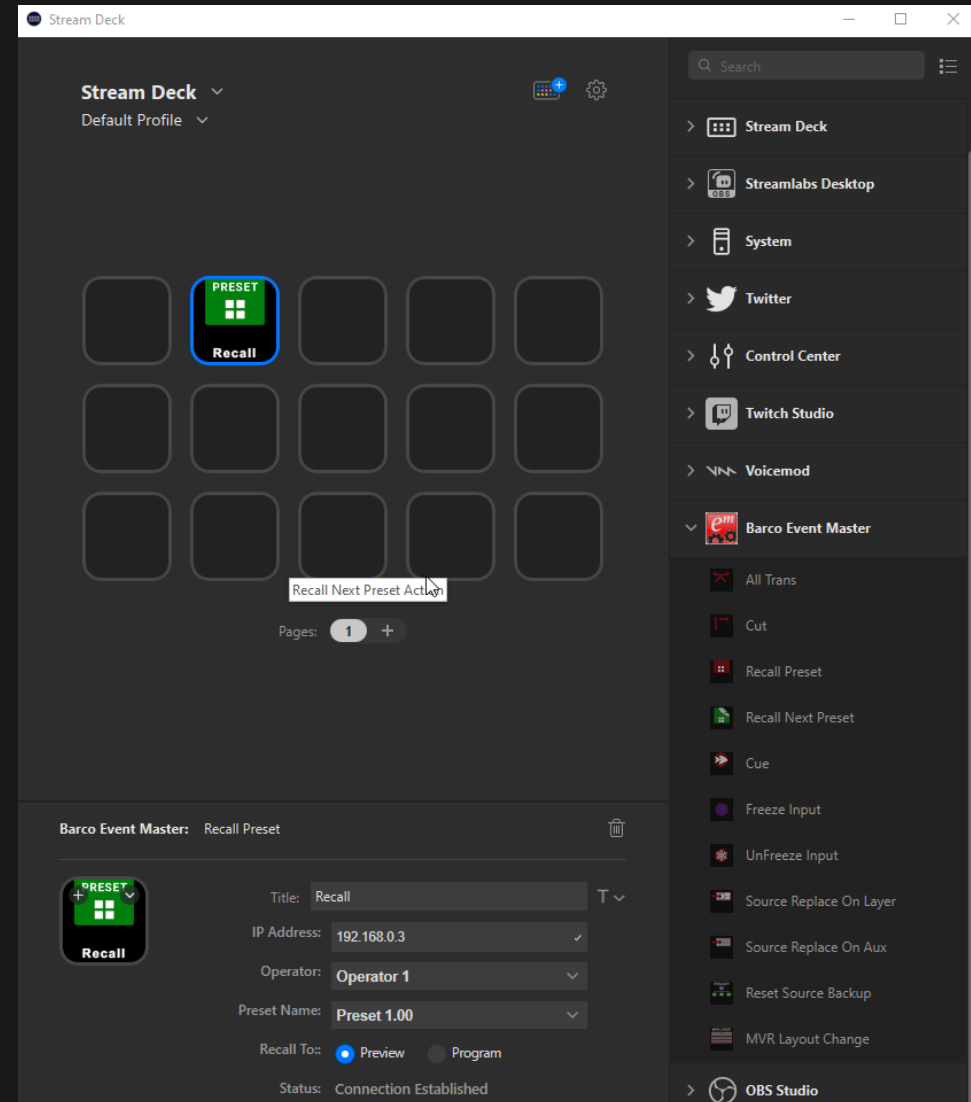 Stream Deck
Stream Deck
Default Profile
PRESET
Recall
Recall Next Preset Action
Pages: 1 +
Barco Event Master: Recall Preset
PRESET
Recall
Title: Recall
IP Address: 192.168.0.3
Operator: Operator 1
Preset Name: Preset 1.00
Recall To:: Preview Program
Status: Connection Established
Search
Stream Deck
OBS
Streamlabs Desktop
System
Twitter
Control Center
Twitch Studio
Voicemod
em
Barco Event Master
All Trans
Cut
Recall Preset
Recall Next Preset
Cue
Freeze Input
UnFreeze Input
Source Replace On Layer
Source Replace On Aux
Reset Source Backup
MVR Layout Change
OBS Studio